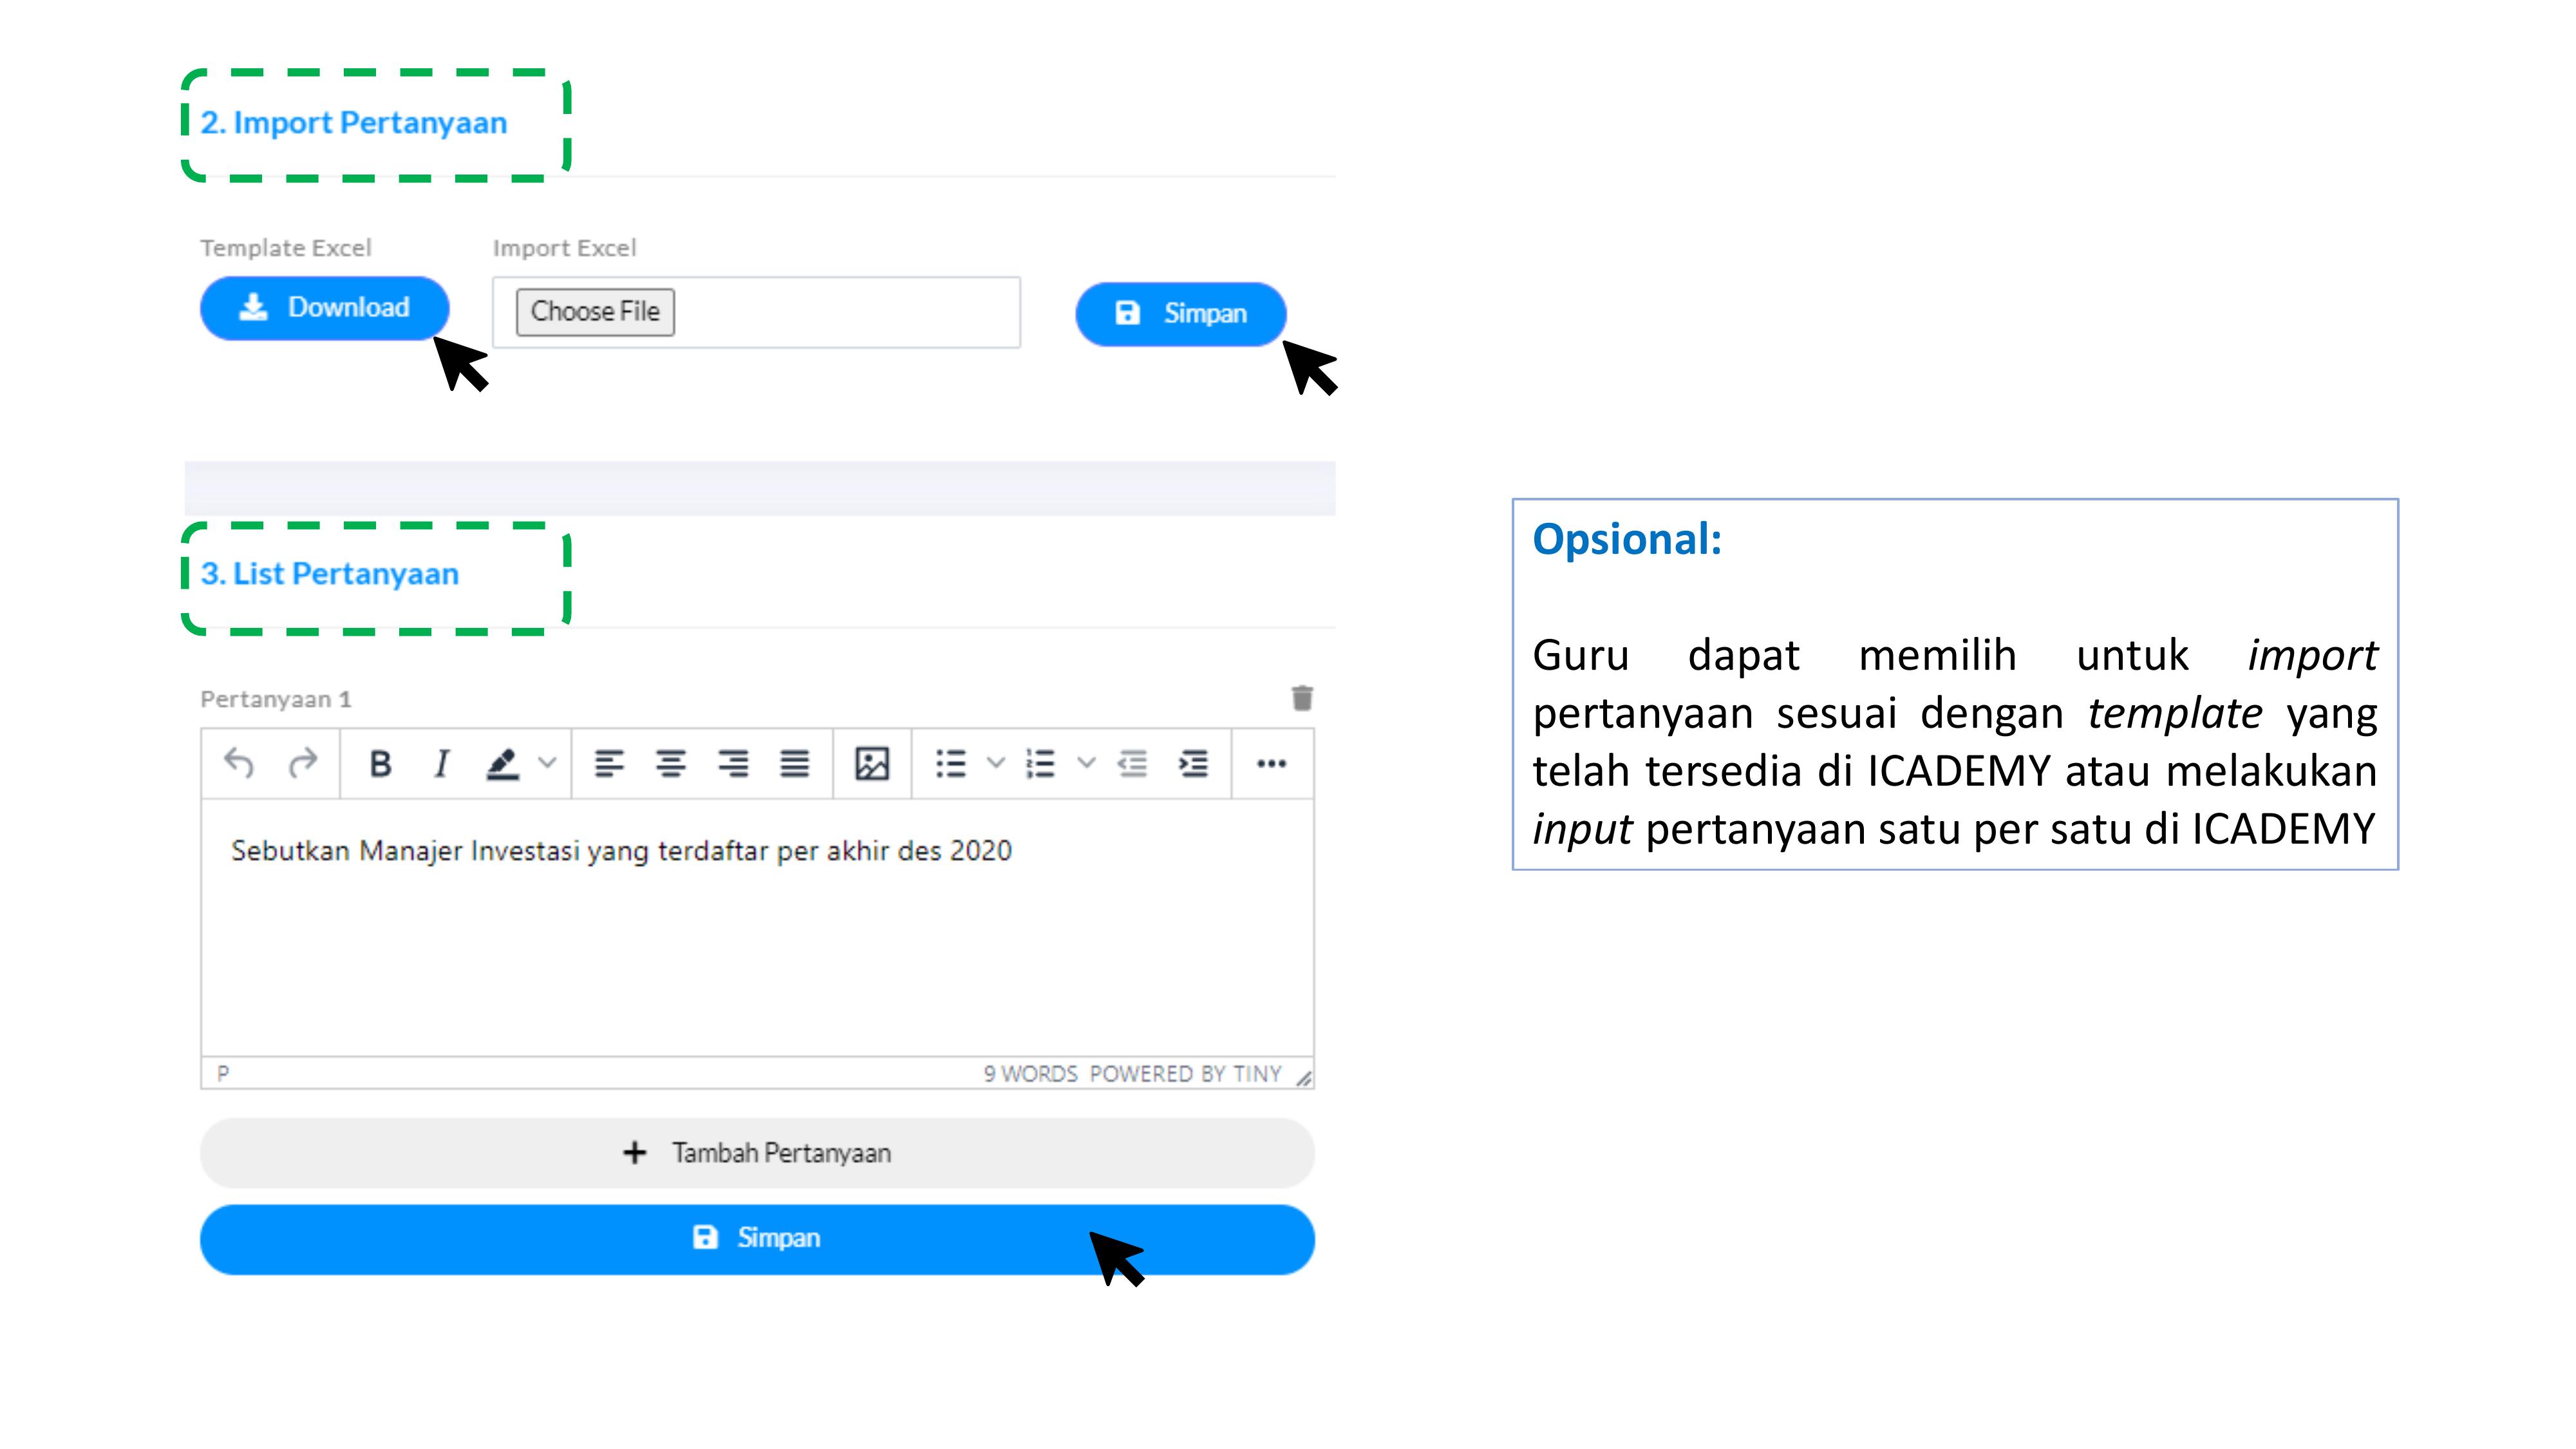 2. Import Pertanyaan
Template Excel
Import Excel
Download
Choose File
Simpan
3. List Pertanyaan
Pertanyaan 1
B I
Sebutkan Manajer Investasi yang terdaftar per akhir des 2020
P
9 WORDS POWERED BY TINY
+ Tambah Pertanyaan
Simpan
Opsional:
Guru dapat memilih untuk import
pertanyaan sesuai dengan template yang
telah tersedia di ICADEMY atau melakukan
input pertanyaan satu per satu di ICADEMY